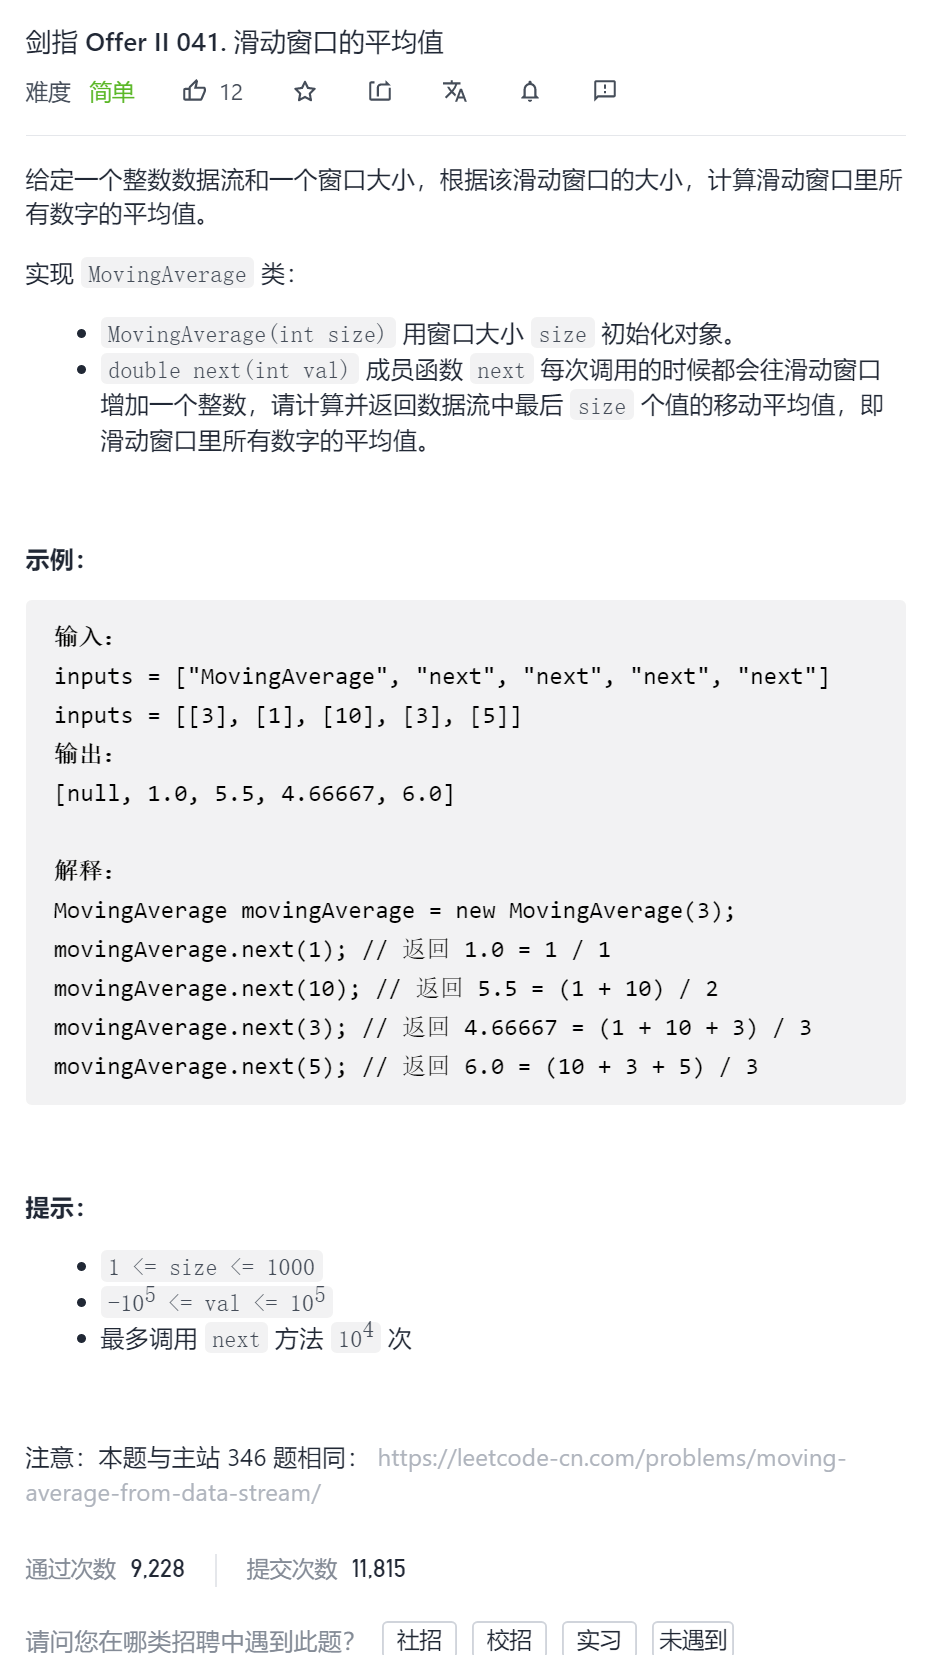 剑指 Offer II 041. 滑动窗口的平均值
难度 简单 12
给定一个整数数据流和一个窗口大小，根据该滑动窗口的大小，计算滑动窗口里所
有数字的平均值。
实现 MovingAverage 类：
MovingAverage(int size) 用窗口大小 size 初始化对象。
double next(int val) 成员函数 next 每次调用的时候都会往滑动窗口
增加一个整数，请计算并返回数据流中最后 size 个值的移动平均值，即
滑动窗口里所有数字的平均值。
示例：
输入：
inputs = ["MovingAverage", "next", "next", "next", "next"]
inputs = [[3], [1], [10], [3], [5]]
输出：
[null, 1.0, 5.5, 4.66667, 6.0]
解释：
MovingAverage movingAverage = new MovingAverage(3);
movingAverage.next(1); // 返回 1.0 = 1 / 1
movingAverage.next(10); // 返回 5.5 = (1 + 10) / 2
movingAverage.next(3); // 返回 4.66667 = (1 + 10 + 3) / 3
movingAverage.next(5); // 返回 6.0 = (10 + 3 + 5) / 3
提示：
1 <= size <= 1000
-10⁵ <= val <= 10⁵
最多调用 next 方法 10⁴ 次
注意：本题与主站 346 题相同： https://leetcode-cn.com/problems/moving-
average-from-data-stream/
通过次数 9,228 提交次数 11,815
请问您在哪类招聘中遇到此题？ 社招 校招 实习 未遇到